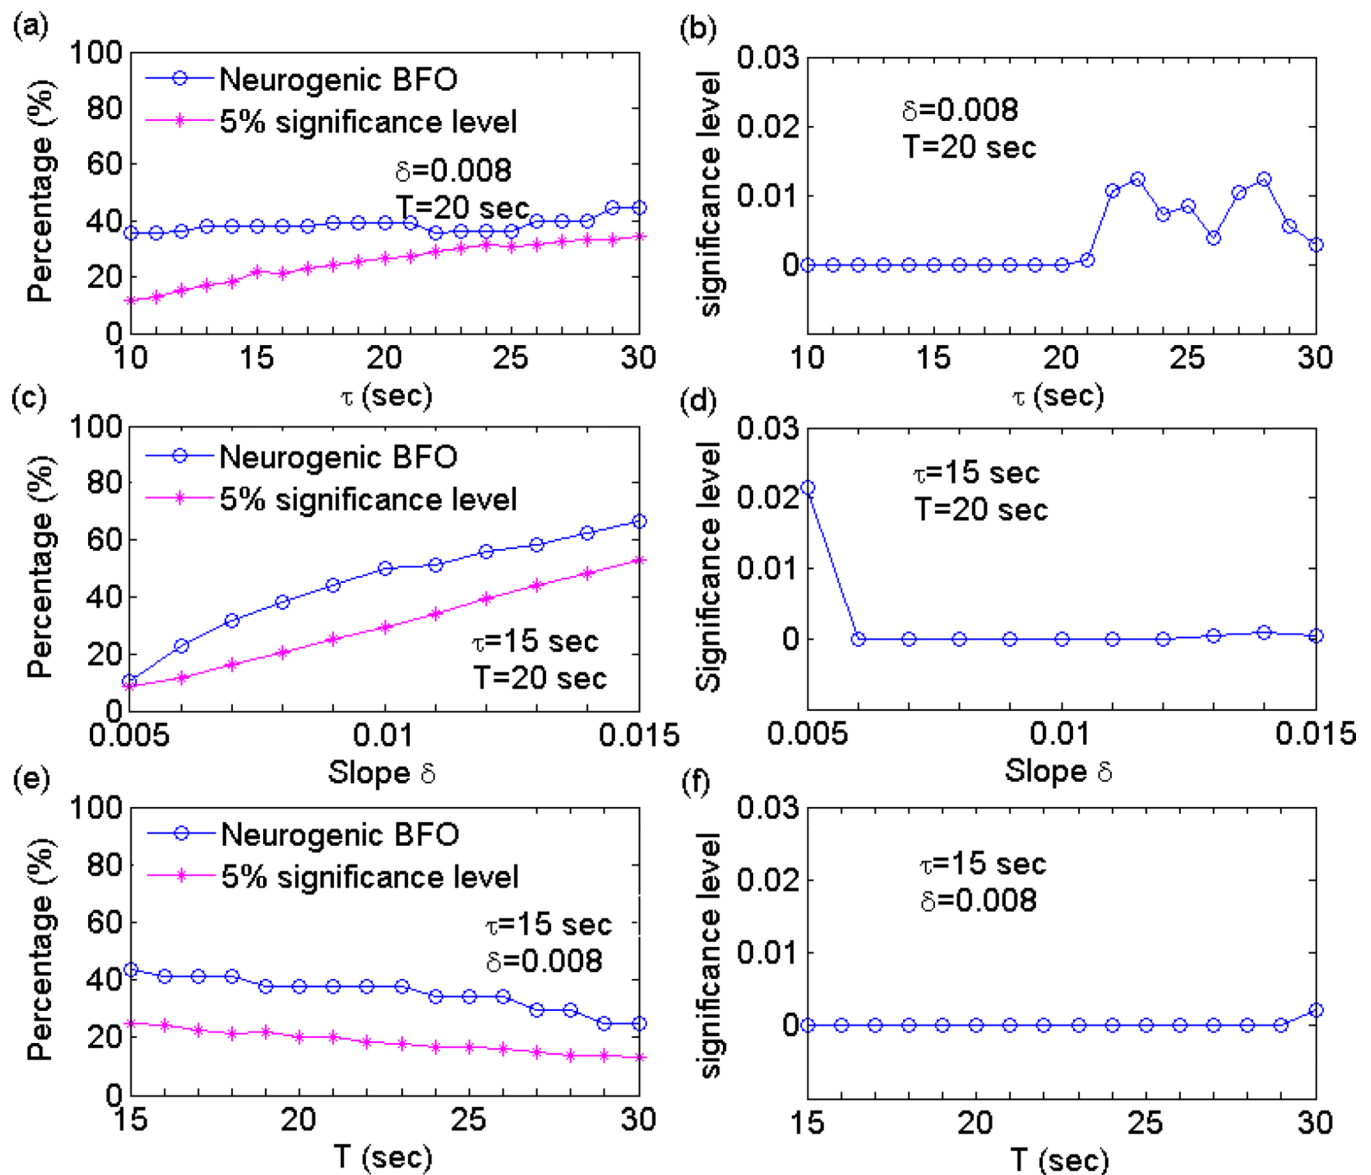 (a)
100
80
60
40
20
0
Percentage (%)
Neurogenic BFO
5% significance level
δ=0.008
T=20 sec
10 15 20 25 30
τ (sec)
(b)
0.03
0.02
0.01
0
significance level
δ=0.008
T=20 sec
10 15 20 25 30
τ (sec)
(c)
100
80
60
40
20
0
Percentage (%)
Neurogenic BFO
5% significance level
τ=15 sec
T=20 sec
0.005 0.01 0.015
Slope δ
(d)
0.03
0.02
0.01
0
Significance level
τ=15 sec
T=20 sec
0.005 0.01 0.015
Slope δ
(e)
100
80
60
40
20
0
Percentage (%)
Neurogenic BFO
5% significance level
τ=15 sec
δ=0.008
15 20 25 30
T (sec)
(f)
0.03
0.02
0.01
0
significance level
τ=15 sec
δ=0.008
15 20 25 30
T (sec)